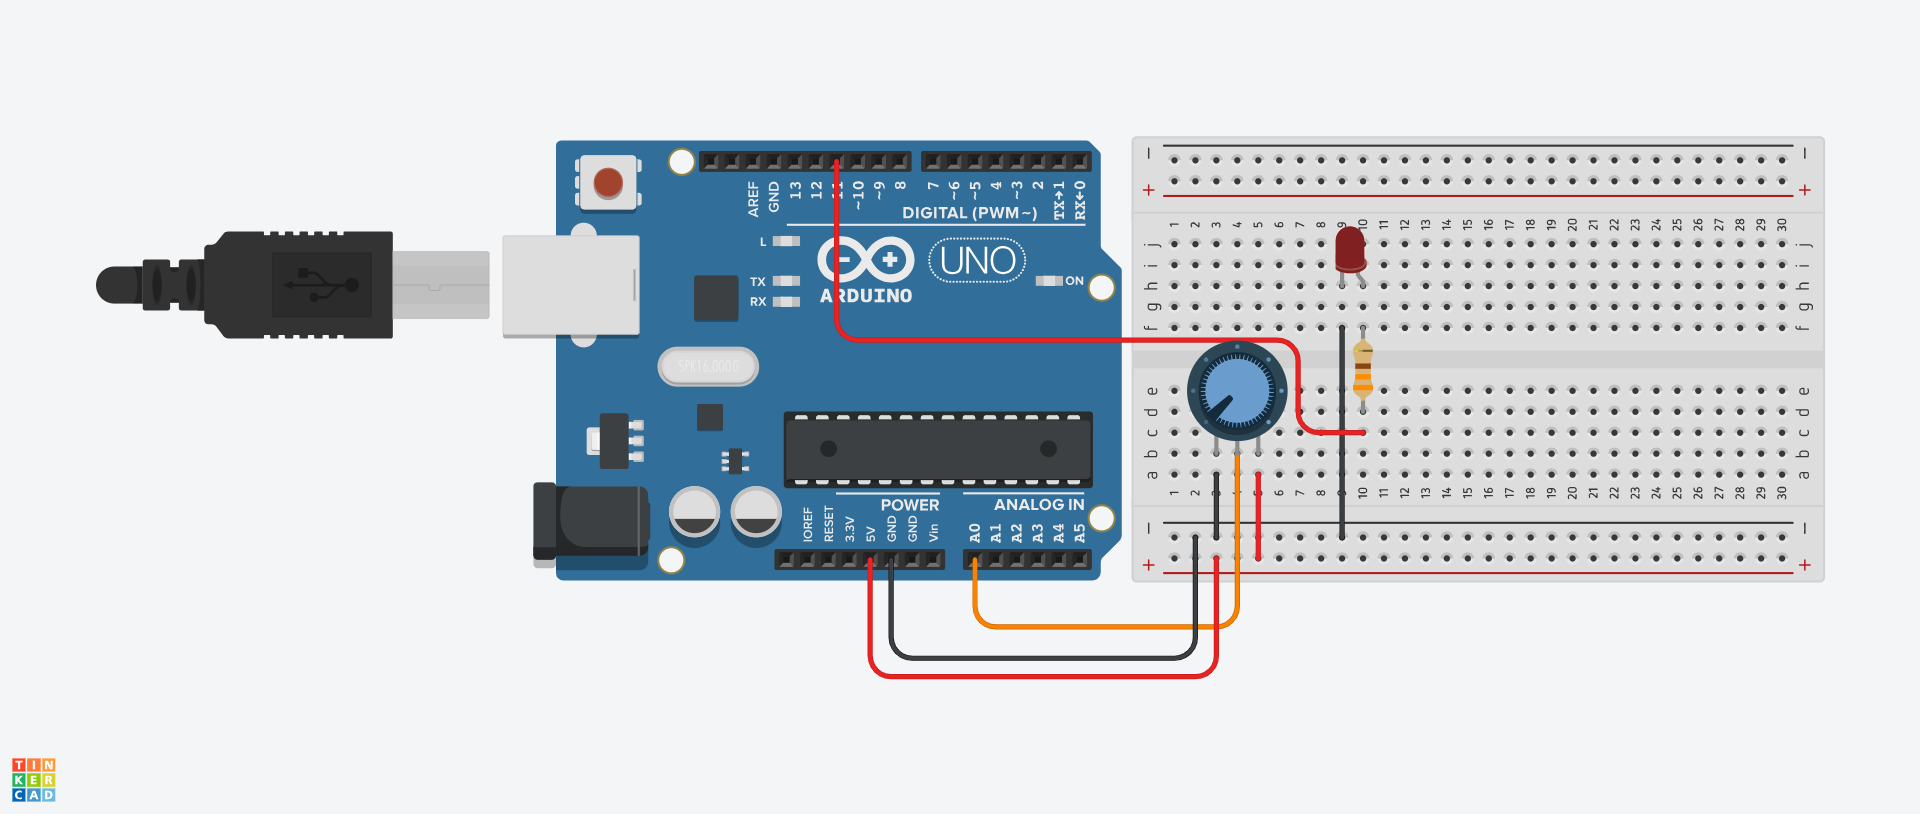 AREF GND 13 12 ~10 ~9 8 7 ~6 ~5 4 ~3 2 TX→1 RX←0
DIGITAL (PWM ~)
L
TX
RX
ARDUINO
UNO
ON
SPK16.000G
POWER
ANALOG IN
IOREF RESET 3.3V 5V GND GND Vin A0 A1 A2 A3 A4 A5
− −
+ +
1 2 3 4 5 6 7 8 9 10 11 12 13 14 15 16 17 18 19 20 21 22 23 24 25 26 27 28 29 30
j j
i i
h h
g g
f f
e e
d d
c c
b b
a a
1 2 3 4 5 6 7 8 9 10 11 12 13 14 15 16 17 18 19 20 21 22 23 24 25 26 27 28 29 30
− −
+ +
TIN
KER
CAD